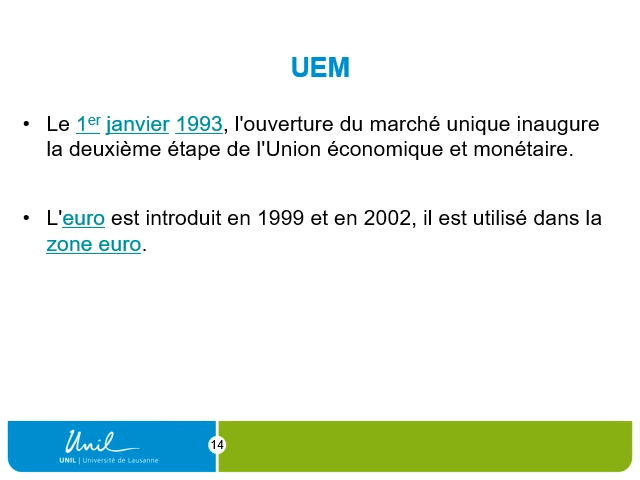 UEM
• Le 1er janvier 1993, l'ouverture du marché unique inaugure
la deuxième étape de l'Union économique et monétaire.
• L'euro est introduit en 1999 et en 2002, il est utilisé dans la
zone euro.
Unil
UNIL | Université de Lausanne
14